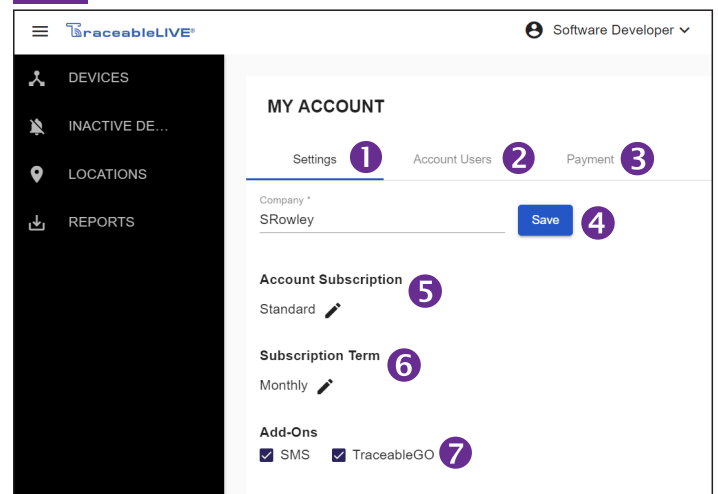 TraceableLIVE®
Software Developer
DEVICES
INACTIVE DE...
LOCATIONS
REPORTS
MY ACCOUNT
Settings 1 Account Users 2 Payment 3
Company *
SRowley
Save 4
Account Subscription 5
Standard
Subscription Term 6
Monthly
Add-Ons
SMS TraceableGO 7